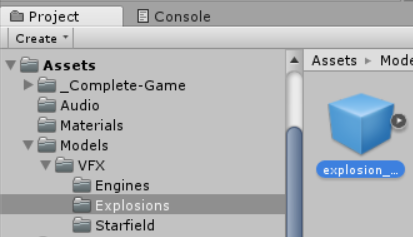 Project Console
Create
Assets Assets ▸ Mode
_Complete-Game
Audio
Materials
Models
VFX
explosion_...
Engines
Explosions
Starfield